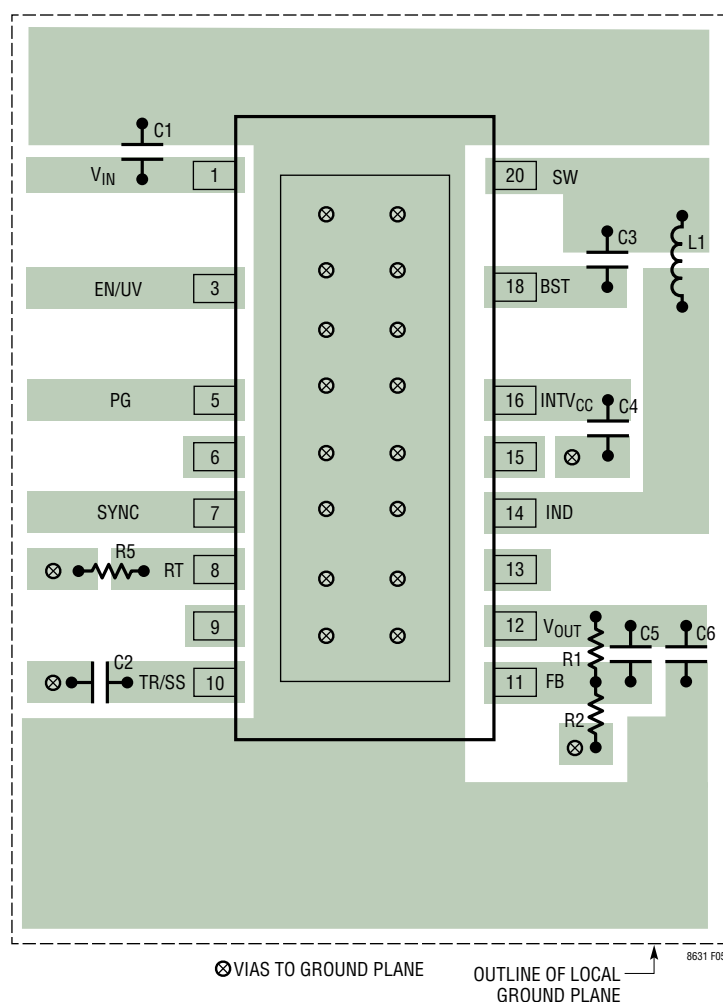 C1
V_IN 1 20 SW
C3 L1
EN/UV 3 18 BST
PG 5 16 INTV_CC C4
6 15
SYNC 7 14 IND
R5 RT 8 13
9 12 V_OUT C5 C6
R1
C2 TR/SS 10 11 FB
R2
VIAS TO GROUND PLANE
OUTLINE OF LOCAL
GROUND PLANE
8631 F05